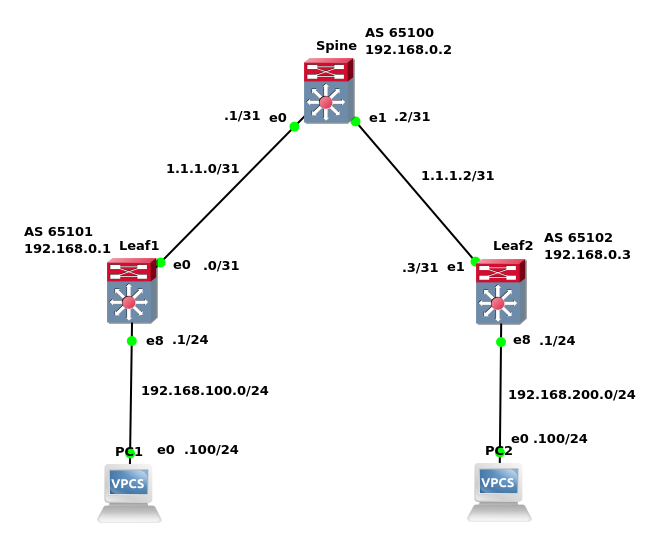 AS 65100
Spine
192.168.0.2
.1/31 e0
e1 .2/31
1.1.1.0/31
1.1.1.2/31
AS 65101
192.168.0.1
Leaf1
AS 65102
Leaf2
192.168.0.3
e0 .0/31
.3/31 e1
e8 .1/24
e8 .1/24
192.168.100.0/24
192.168.200.0/24
PC1
e0 .100/24
e0 .100/24
PC2
VPCS
VPCS